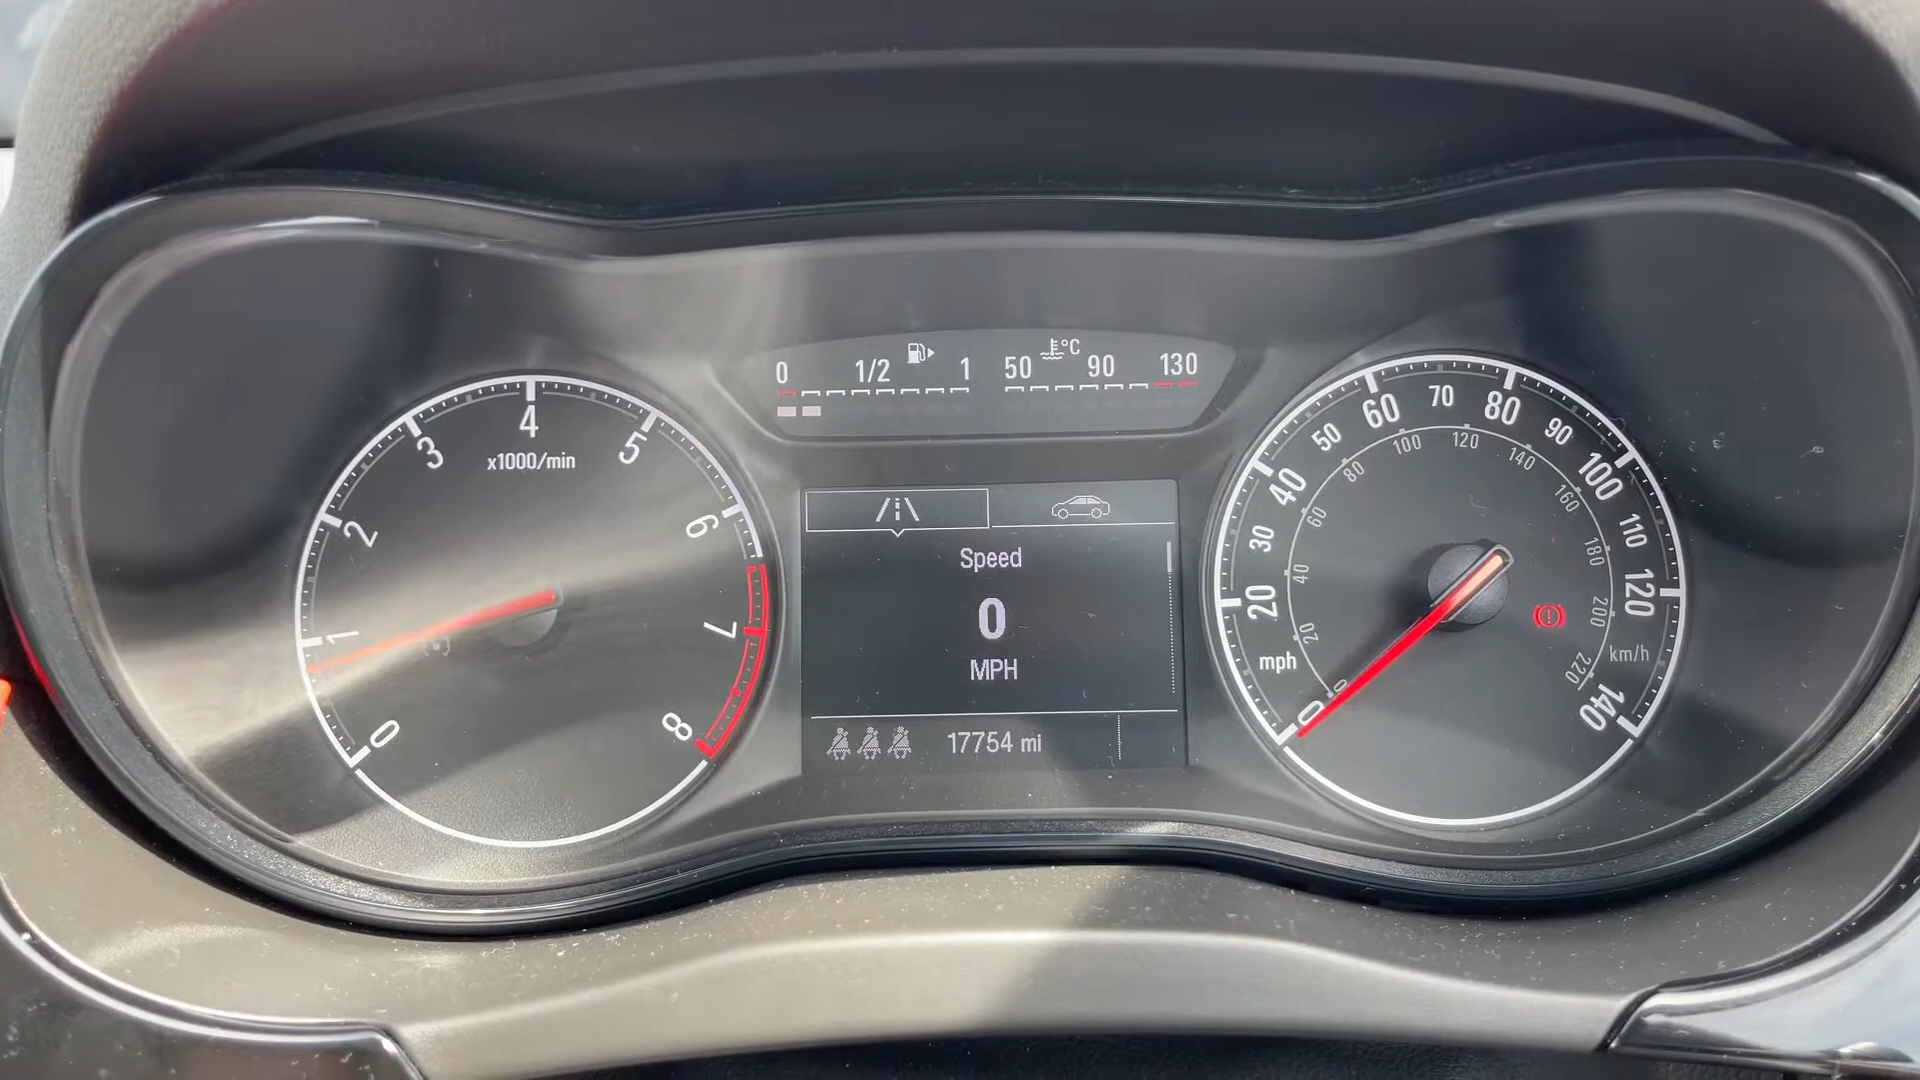 0 1/2 1 50 °C 90 130
0 1 2 3 4 5 6 7 8
x1000/min
Speed
0
MPH
17754 mi
0 20 30 40 50 60 70 80 90 100 110 120 140
0 20 40 60 80 100 120 140 160 180 200 220
mph
km/h